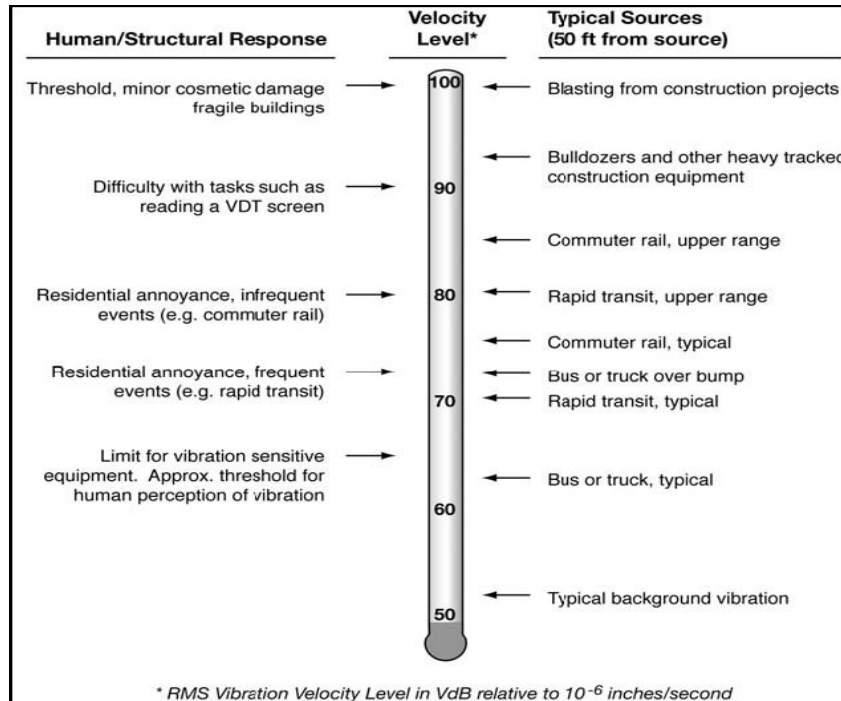 Human/Structural Response
Velocity
Level*
Typical Sources
(50 ft from source)
Threshold, minor cosmetic damage
fragile buildings
Difficulty with tasks such as
reading a VDT screen
Residential annoyance, infrequent
events (e.g. commuter rail)
Residential annoyance, frequent
events (e.g. rapid transit)
Limit for vibration sensitive
equipment. Approx. threshold for
human perception of vibration
100
90
80
70
60
50
Blasting from construction projects
Bulldozers and other heavy tracked
construction equipment
Commuter rail, upper range
Rapid transit, upper range
Commuter rail, typical
Bus or truck over bump
Rapid transit, typical
Bus or truck, typical
Typical background vibration
* RMS Vibration Velocity Level in VdB relative to 10⁻⁶ inches/second